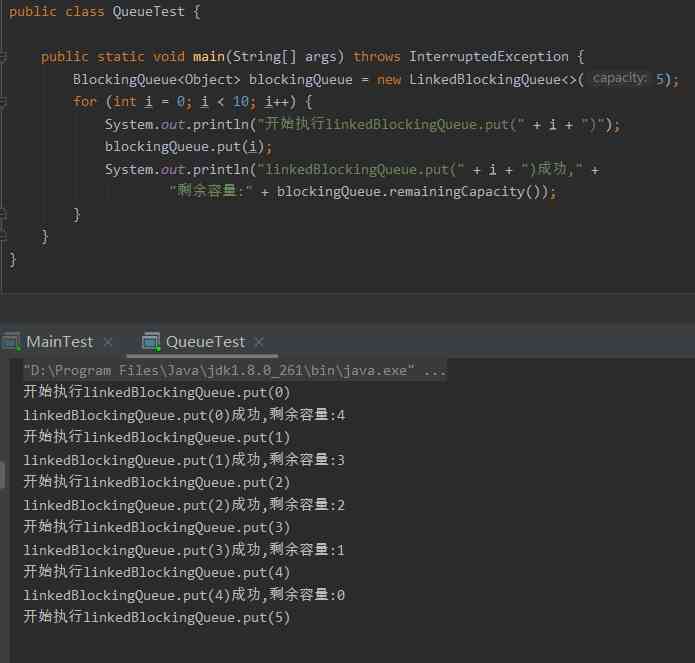 public class QueueTest {
public static void main(String[] args) throws InterruptedException {
BlockingQueue<Object> blockingQueue = new LinkedBlockingQueue<>( capacity: 5);
for (int i = 0; i < 10; i++) {
System.out.println("开始执行linkedBlockingQueue.put(" + i + ")");
blockingQueue.put(i);
System.out.println("linkedBlockingQueue.put(" + i + ")成功," +
"剩余容量:" + blockingQueue.remainingCapacity());
}
}
}
MainTest × QueueTest ×
"D:\Program Files\Java\jdk1.8.0_261\bin\java.exe" ...
开始执行linkedBlockingQueue.put(0)
linkedBlockingQueue.put(0)成功,剩余容量:4
开始执行linkedBlockingQueue.put(1)
linkedBlockingQueue.put(1)成功,剩余容量:3
开始执行linkedBlockingQueue.put(2)
linkedBlockingQueue.put(2)成功,剩余容量:2
开始执行linkedBlockingQueue.put(3)
linkedBlockingQueue.put(3)成功,剩余容量:1
开始执行linkedBlockingQueue.put(4)
linkedBlockingQueue.put(4)成功,剩余容量:0
开始执行linkedBlockingQueue.put(5)